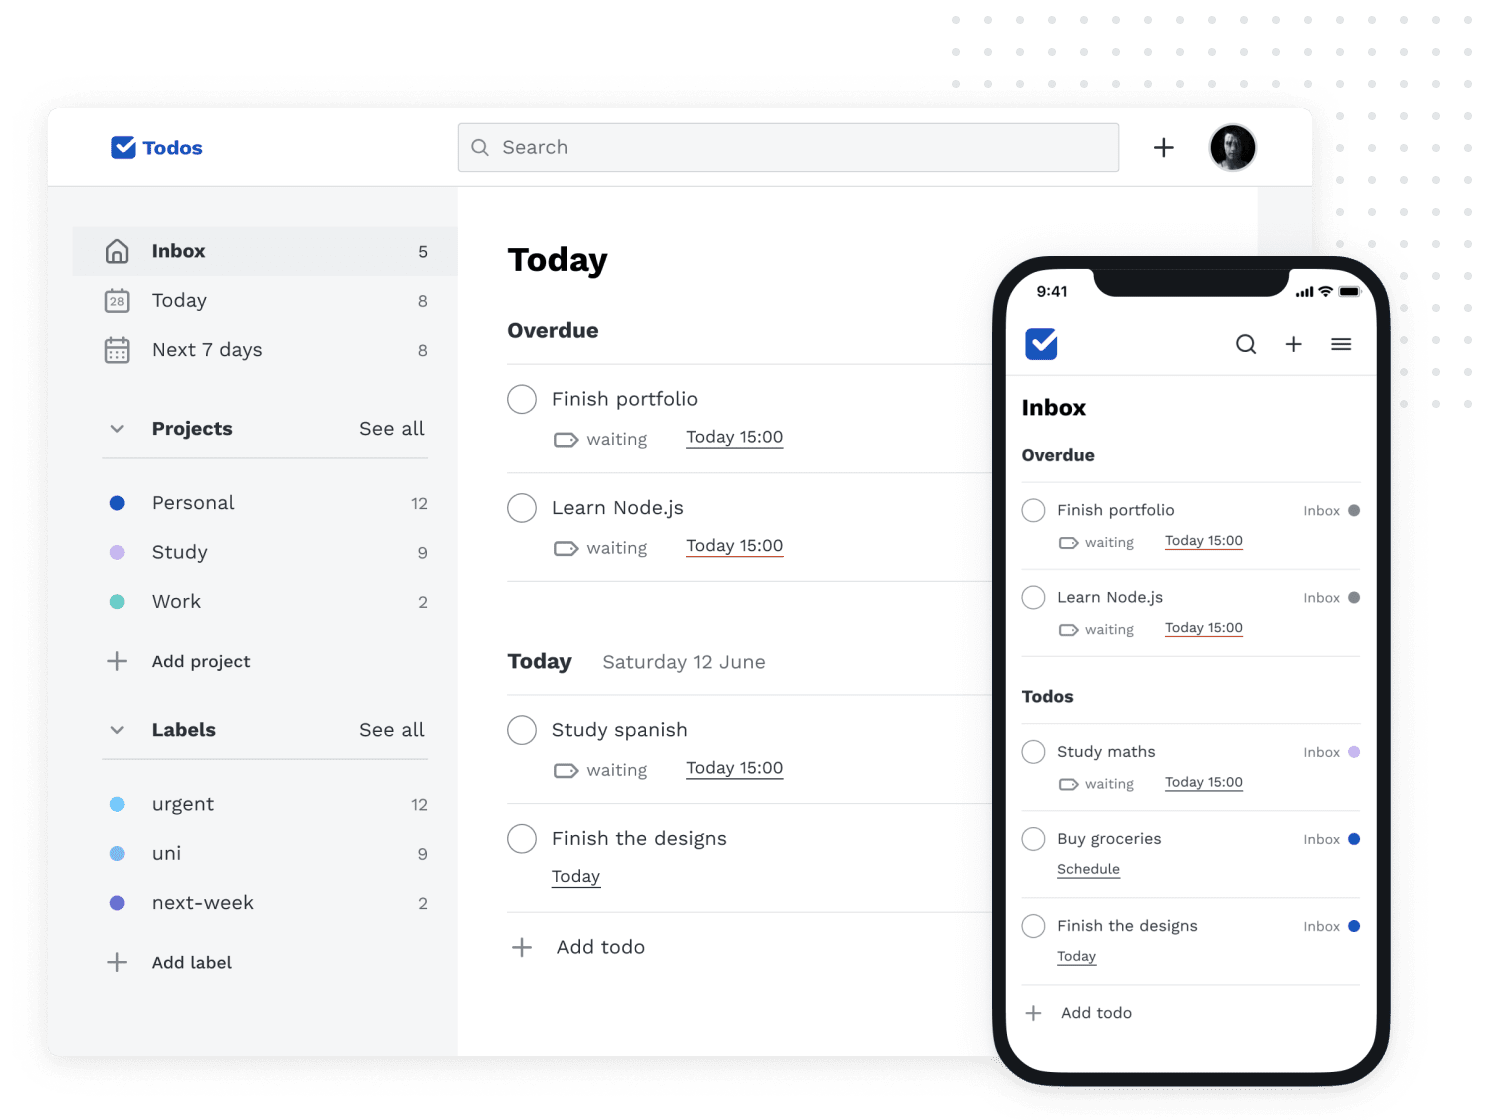 Todos
Search
Inbox 5
28
Today 8
Next 7 days 8
Projects See all
Personal 12
Study 9
Work 2
Add project
Labels See all
urgent 12
uni 9
next-week 2
Add label
Today
Overdue
Finish portfolio
waiting Today 15:00
Learn Node.js
waiting Today 15:00
Today Saturday 12 June
Study spanish
waiting Today 15:00
Finish the designs
Today
Add todo
9:41
Inbox
Overdue
Finish portfolio Inbox
waiting Today 15:00
Learn Node.js Inbox
waiting Today 15:00
Todos
Study maths Inbox
waiting Today 15:00
Buy groceries Inbox
Schedule
Finish the designs Inbox
Today
Add todo